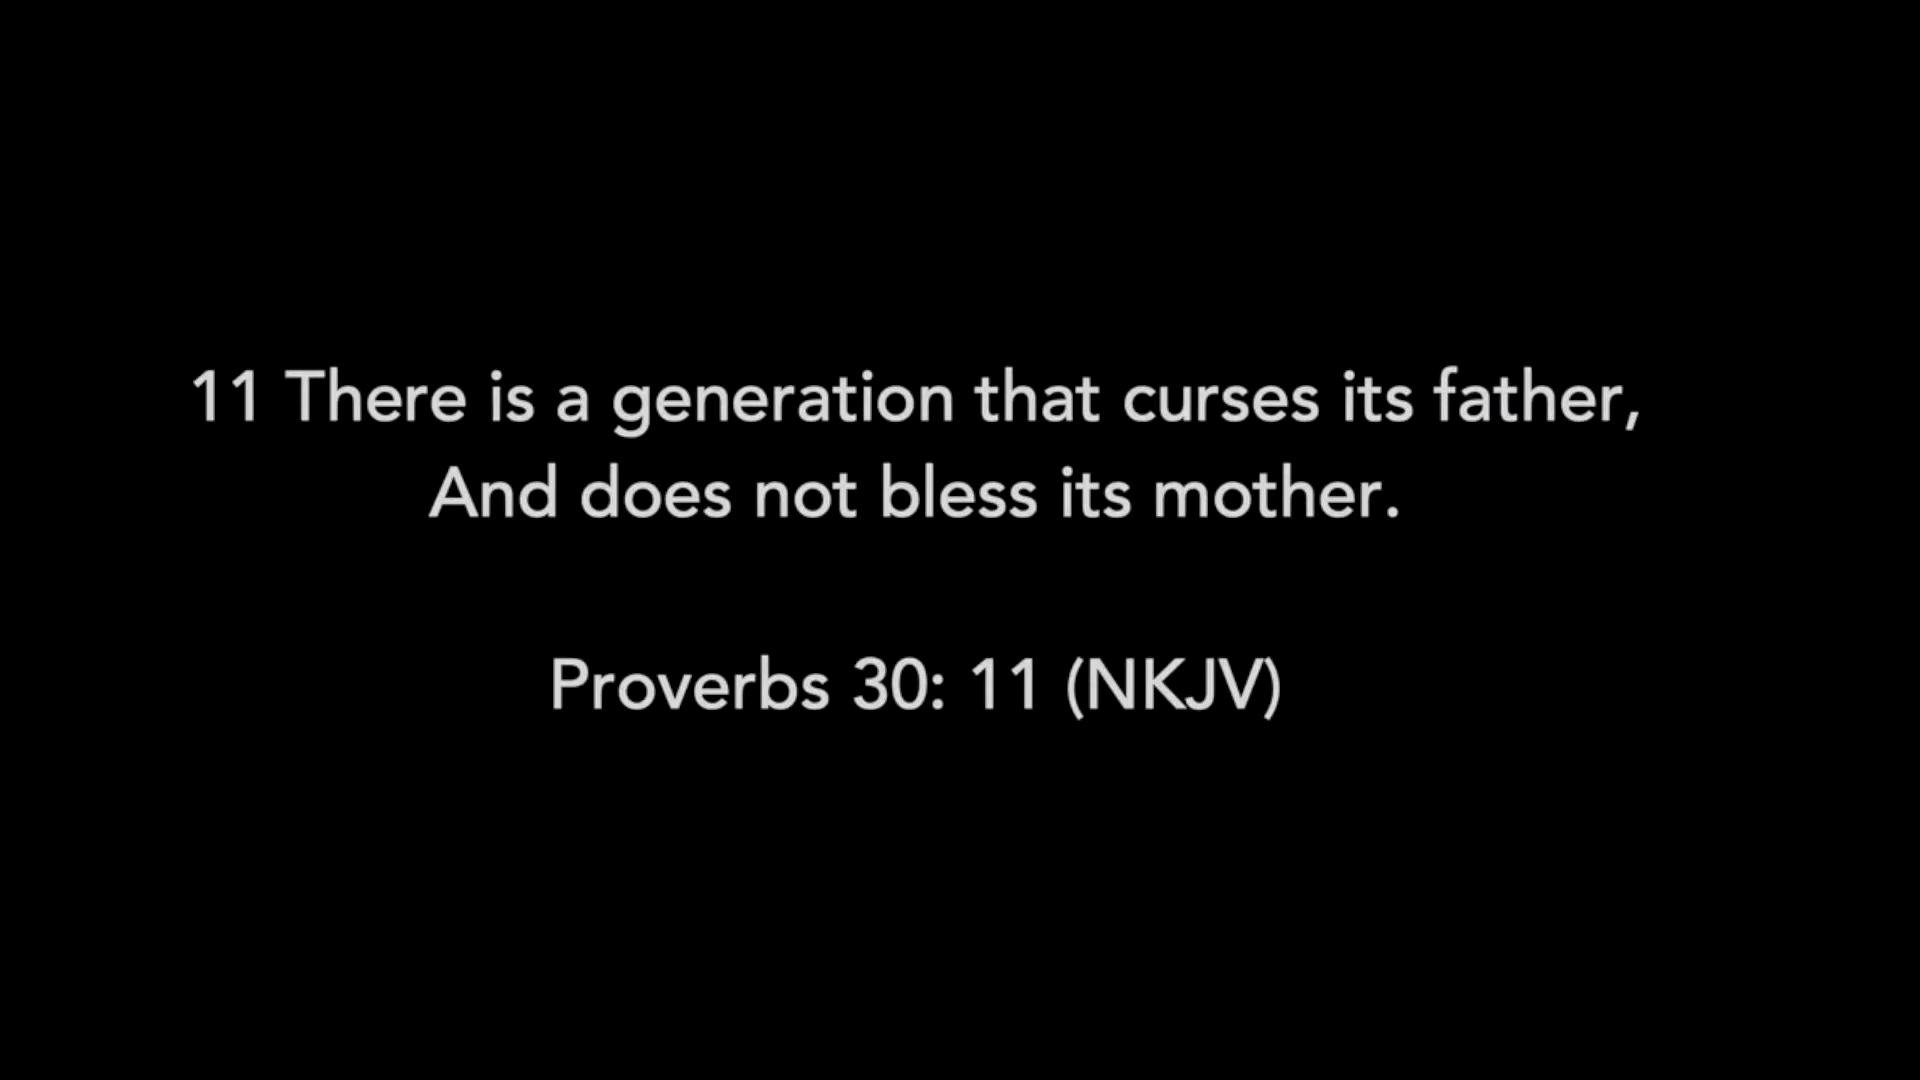 11 There is a generation that curses its father,
And does not bless its mother.
Proverbs 30: 11 (NKJV)